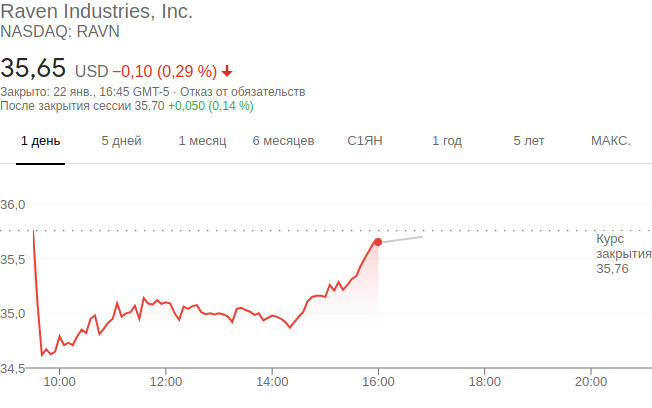 Raven Industries, Inc.
NASDAQ: RAVN
35,65 USD −0,10 (0,29 %)
Закрыто: 22 янв., 16:45 GMT-5 · Отказ от обязательств
После закрытия сессии 35,70 +0,050 (0,14 %)
1 день 5 дней 1 месяц 6 месяцев С1ЯН 1 год 5 лет МАКС.
36,0
Курс
закрытия
35,76
35,5
35,0
34,5
10:00 12:00 14:00 16:00 18:00 20:00